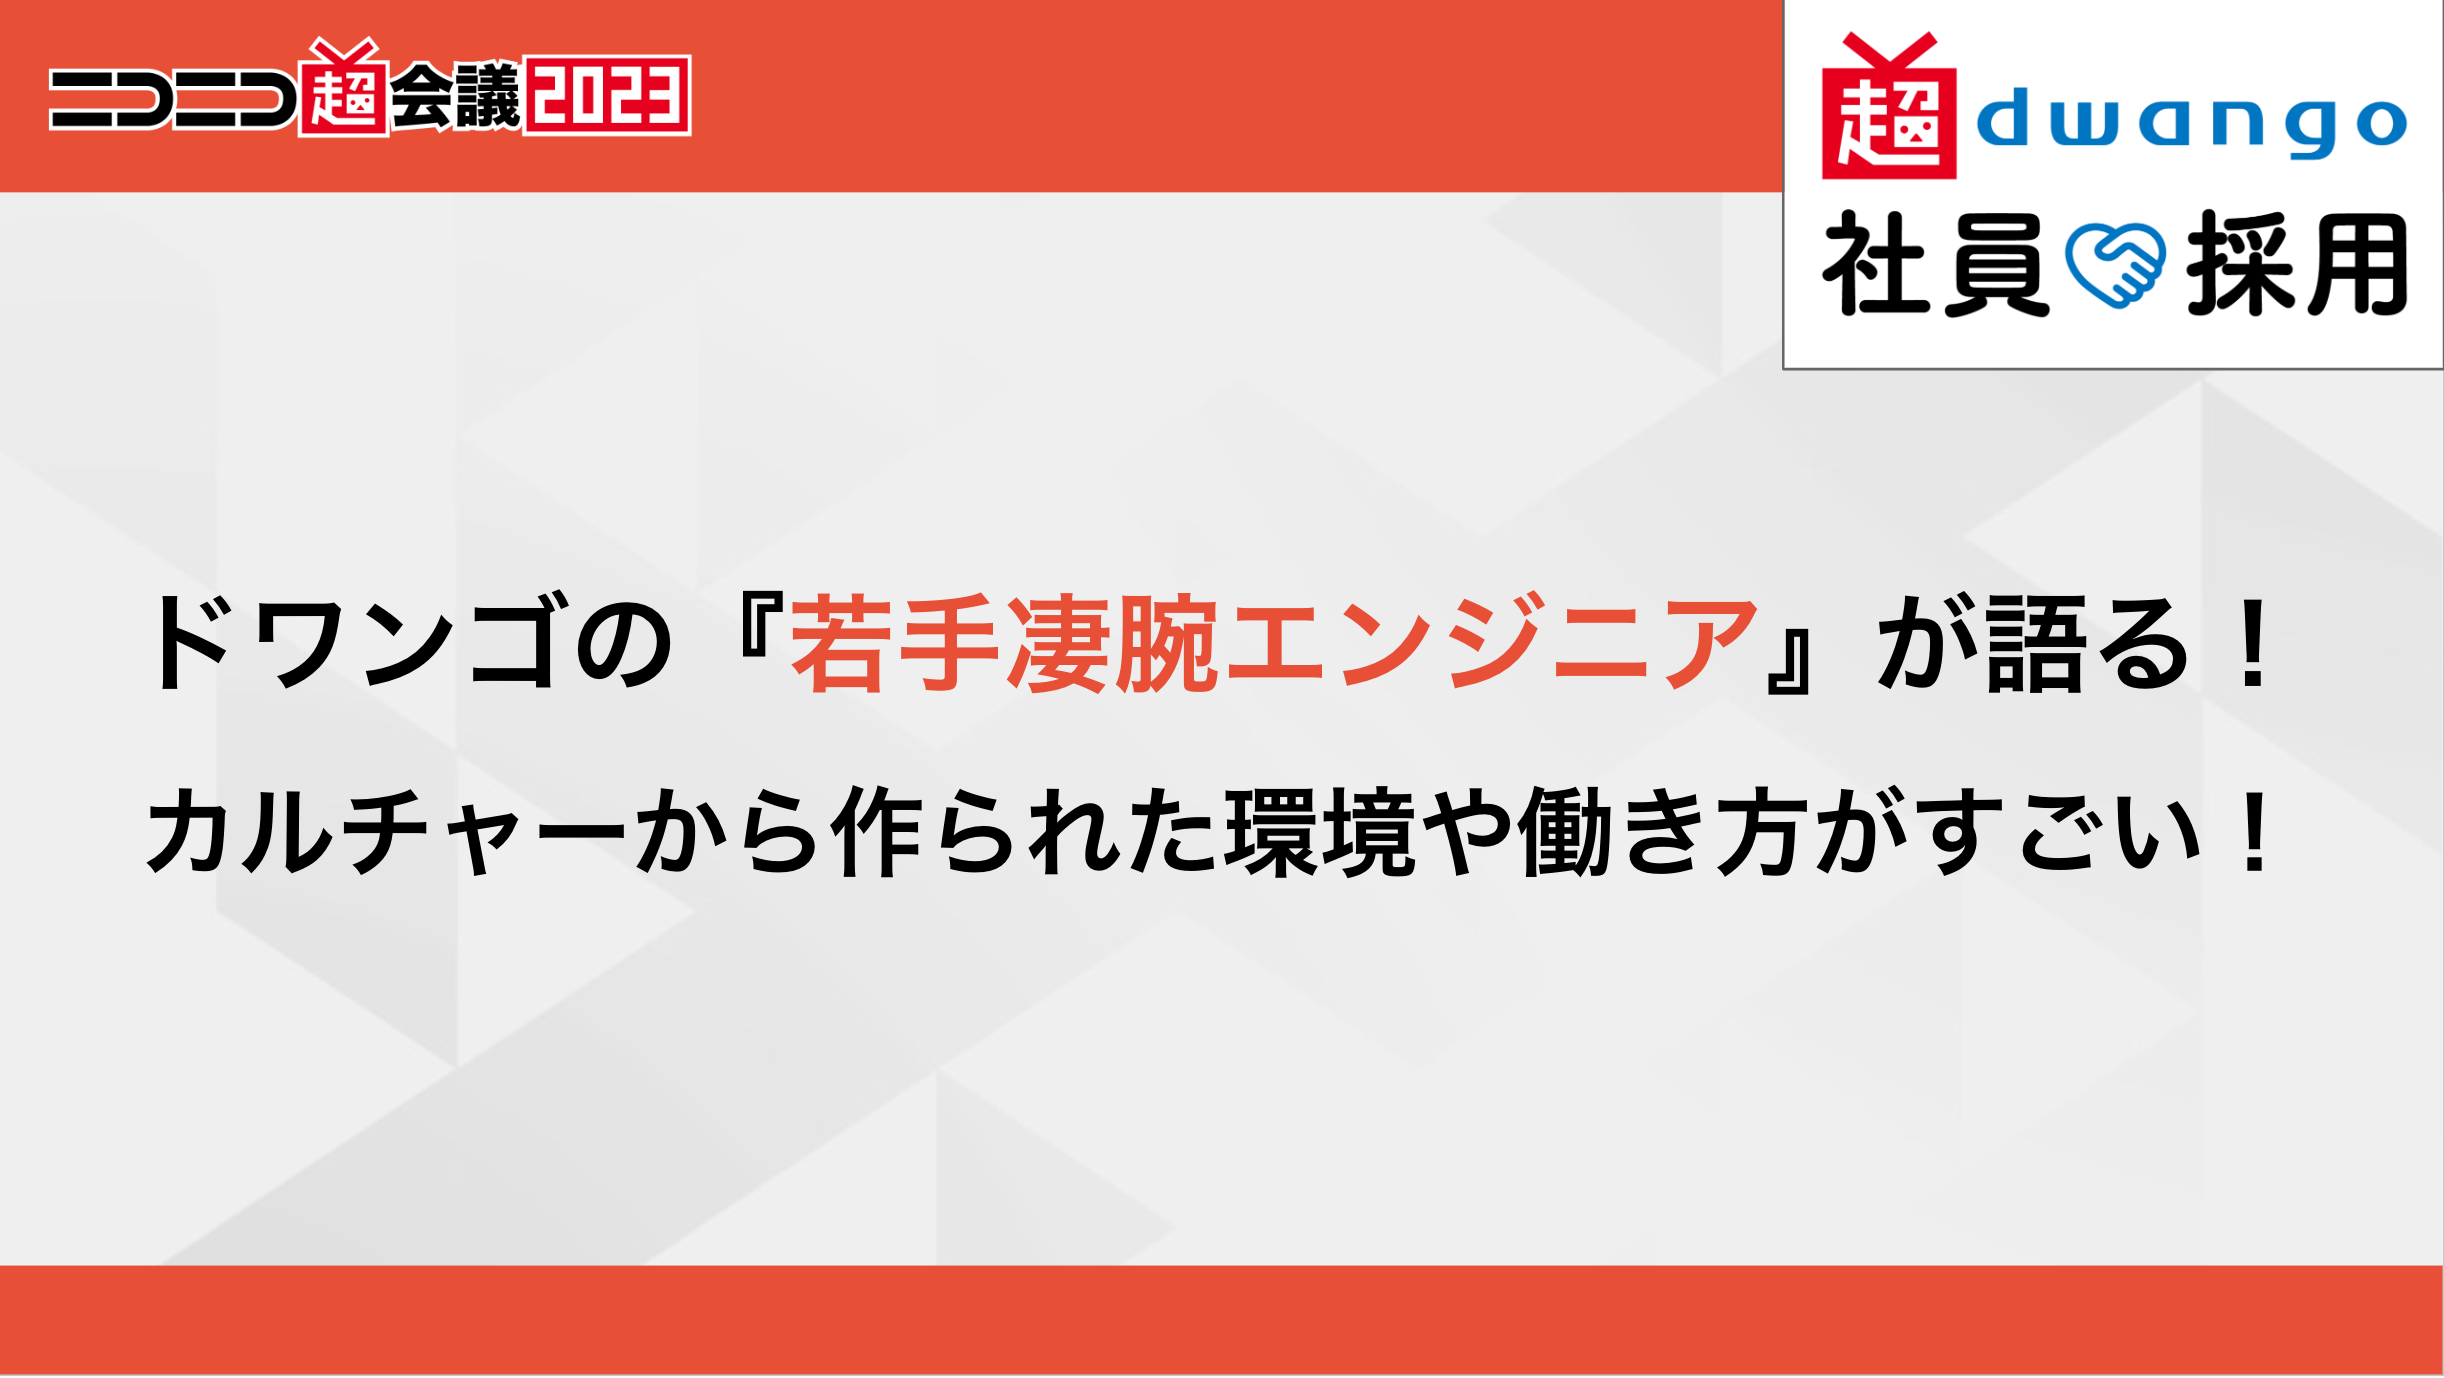 ニコニコ超会議2023
超 dwango
社員採用
ドワンゴの『若手凄腕エンジニア』が語る！
カルチャーから作られた環境や働き方がすごい！